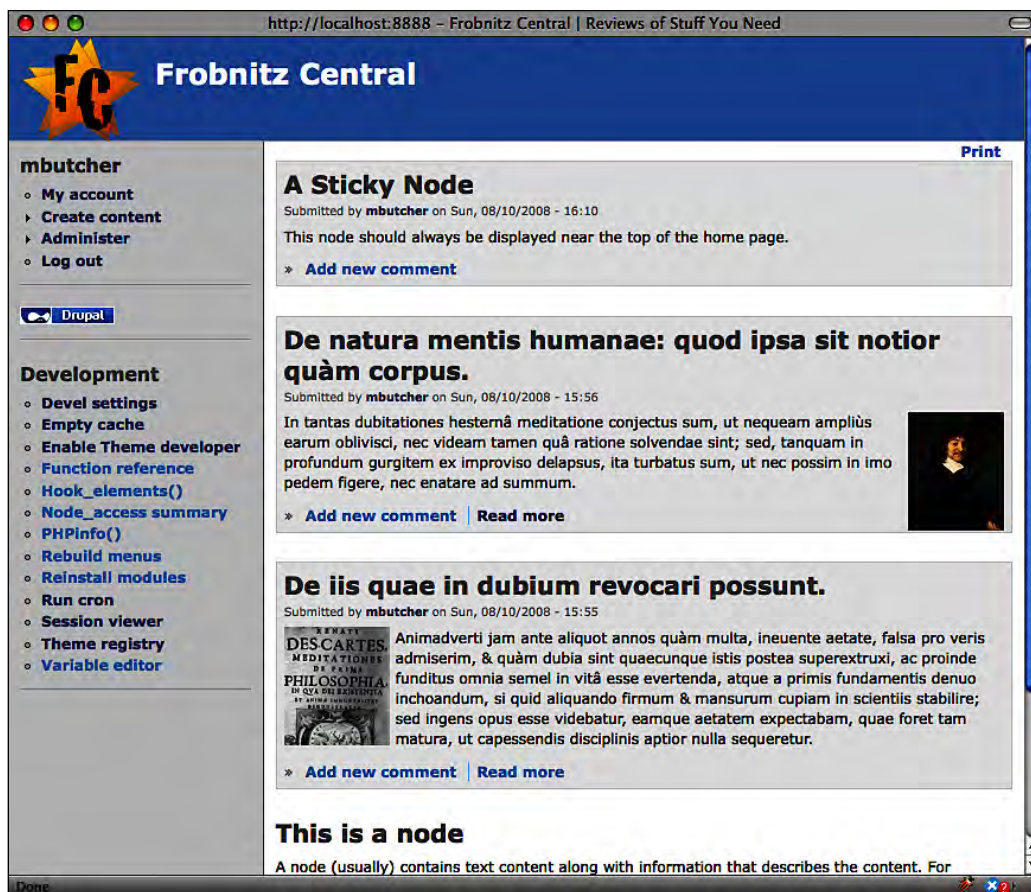 http://localhost:8888 – Frobnitz Central | Reviews of Stuff You Need
FC
Frobnitz Central
mbutcher
My account
Create content
Administer
Log out
Drupal
Development
Devel settings
Empty cache
Enable Theme developer
Function reference
Hook_elements()
Node_access summary
PHPinfo()
Rebuild menus
Reinstall modules
Run cron
Session viewer
Theme registry
Variable editor
Print
A Sticky Node
Submitted by mbutcher on Sun, 08/10/2008 - 16:10
This node should always be displayed near the top of the home page.
» Add new comment
De natura mentis humanae: quod ipsa sit notior
quàm corpus.
Submitted by mbutcher on Sun, 08/10/2008 - 15:56
In tantas dubitationes hesternâ meditatione conjectus sum, ut nequeam ampliùs
earum oblivisci, nec videam tamen quâ ratione solvendae sint; sed, tanquam in
profundum gurgitem ex improviso delapsus, ita turbatus sum, ut nec possim in imo
pedem figere, nec enatare ad summum.
» Add new comment | Read more
De iis quae in dubium revocari possunt.
Submitted by mbutcher on Sun, 08/10/2008 - 15:55
RENATI
DES-CARTES,
MEDITATIONES
DE PRIMA
PHILOSOPHIA,
IN QVA DEI EXISTENTIA
ET ANIMÆ IMMORTALITAS
Animadverti jam ante aliquot annos quàm multa, ineuente aetate, falsa pro veris
admiserim, & quàm dubia sint quaecunque istis postea superextruxi, ac proinde
funditus omnia semel in vitâ esse evertenda, atque a primis fundamentis denuo
inchoandum, si quid aliquando firmum & mansurum cupiam in scientiis stabilire;
sed ingens opus esse videbatur, eamque aetatem expectabam, quae foret tam
matura, ut capessendis disciplinis aptior nulla sequeretur.
» Add new comment | Read more
This is a node
A node (usually) contains text content along with information that describes the content. For
Done